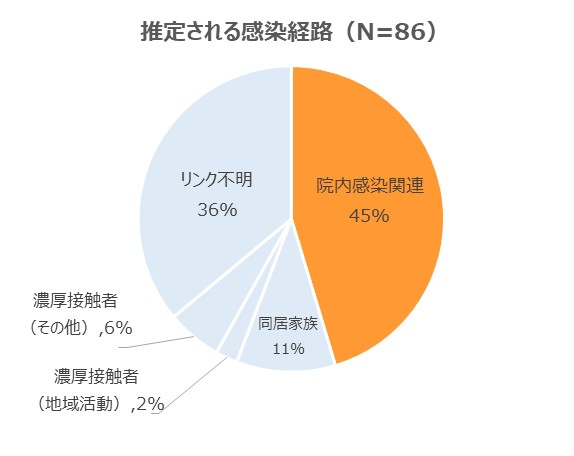 推定される感染経路（N=86）
院内感染関連
45%
同居家族
11%
濃厚接触者
（地域活動）,2%
濃厚接触者
（その他）,6%
リンク不明
36%